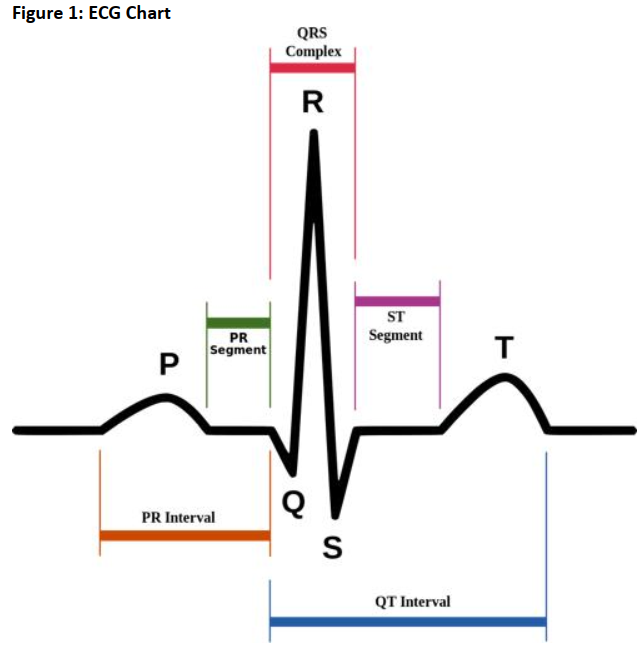 Figure 1: ECG Chart
QRS
Complex
R
PR
Segment
ST
Segment
P
T
Q
S
PR Interval
QT Interval